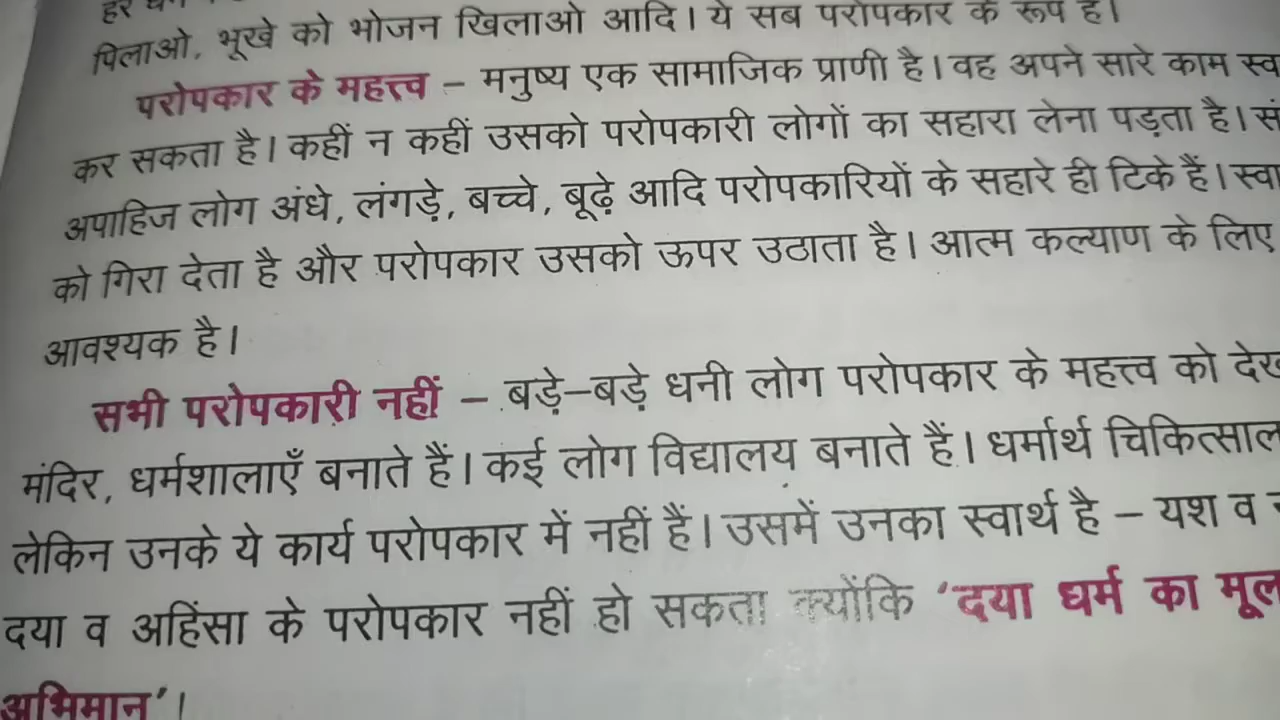 हर
पिलाओ, भूखे को भोजन खिलाओ आदि। ये सब परोपकार के रूप हैं।
परोपकार के महत्त्व – मनुष्य एक सामाजिक प्राणी है। वह अपने सारे काम
कर सकता है। कहीं न कहीं उसको परोपकारी लोगों का सहारा लेना पड़ता है।
अपाहिज लोग अंधे, लंगड़े, बच्चे, बूढ़े आदि परोपकारियों के सहारे ही टिके हैं।
को गिरा देता है और परोपकार उसको ऊपर उठाता है। आत्म कल्याण के लिए
आवश्यक है।
सभी परोपकारी नहीं – बड़े–बड़े धनी लोग परोपकार के महत्त्व को
मंदिर, धर्मशालाएँ बनाते हैं। कई लोग विद्यालय बनाते हैं। धर्मार्थ
लेकिन उनके ये कार्य परोपकार में नहीं हैं। उसमें उनका स्वार्थ है – यश व
दया व अहिंसा के परोपकार नहीं हो सकता क्योंकि 'दया धर्म का मूल
अभिमान'।